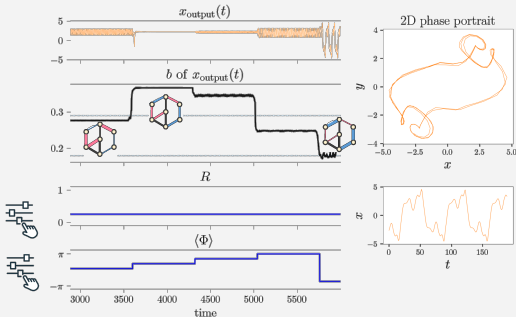 x_output(t)
5
0
−5
b of x_output(t)
0.3
0.2
R
1
0
⟨Φ⟩
π
−π
3000 3500 4000 4500 5000 5500
time
2D phase portrait
4
2
0
−2
−4
y
−5.0 −2.5 0.0 2.5 5.0
x
5
0
−5
x
0 50 100 150
t